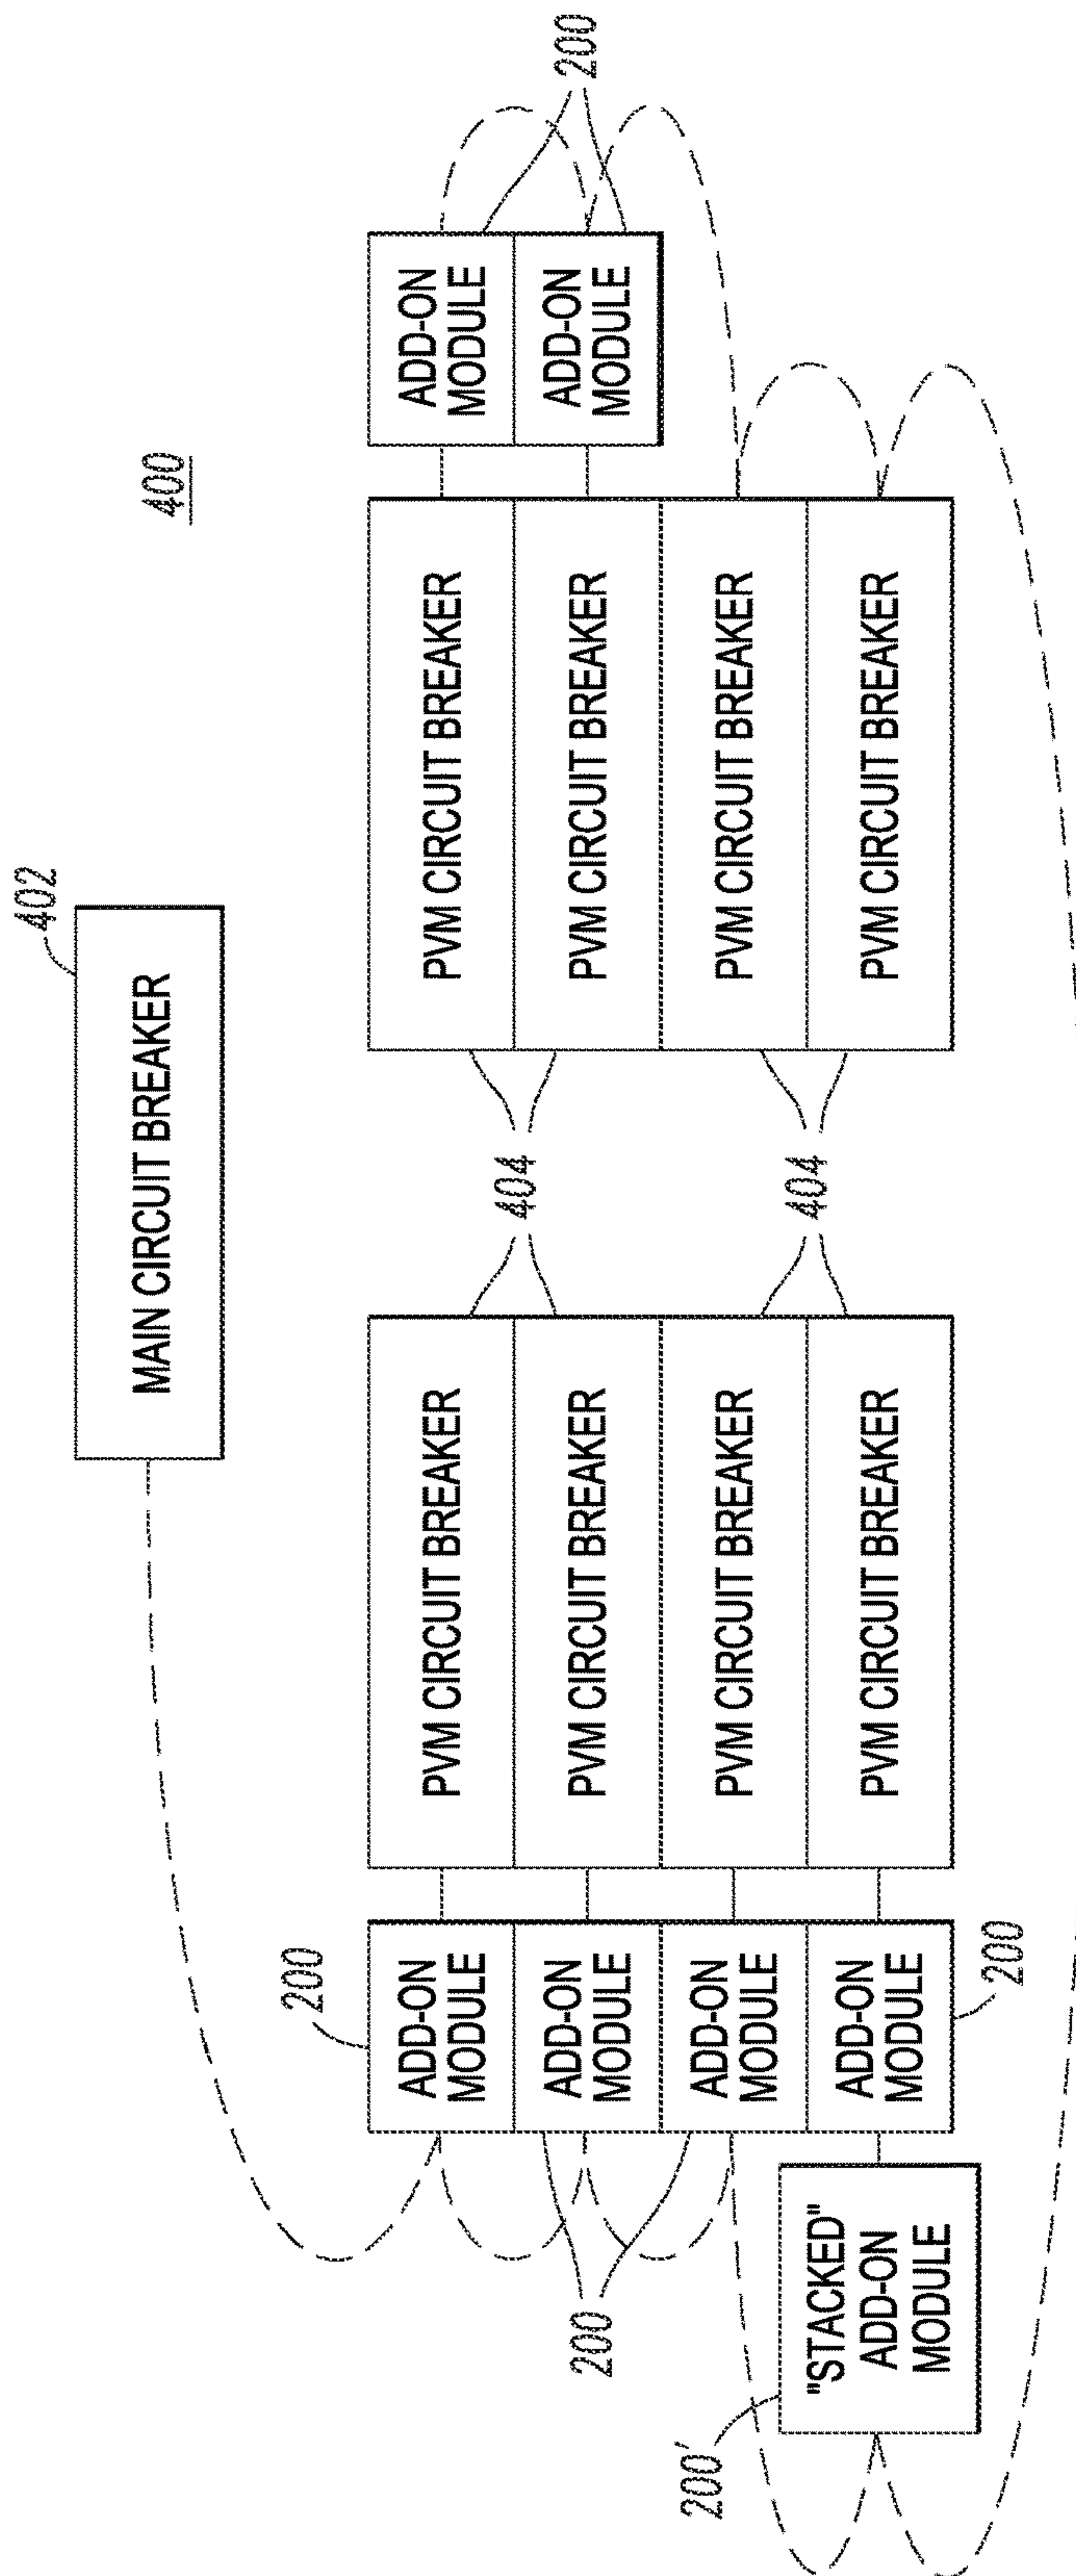 400
402
MAIN CIRCUIT BREAKER
200
ADD-ON
MODULE
PVM CIRCUIT BREAKER
PVM CIRCUIT BREAKER
ADD-ON
MODULE
200
ADD-ON
MODULE
PVM CIRCUIT BREAKER
404
PVM CIRCUIT BREAKER
ADD-ON
MODULE
200
ADD-ON
MODULE
PVM CIRCUIT BREAKER
404
PVM CIRCUIT BREAKER
200'
"STACKED"
ADD-ON
MODULE
ADD-ON
MODULE
PVM CIRCUIT BREAKER
PVM CIRCUIT BREAKER
200